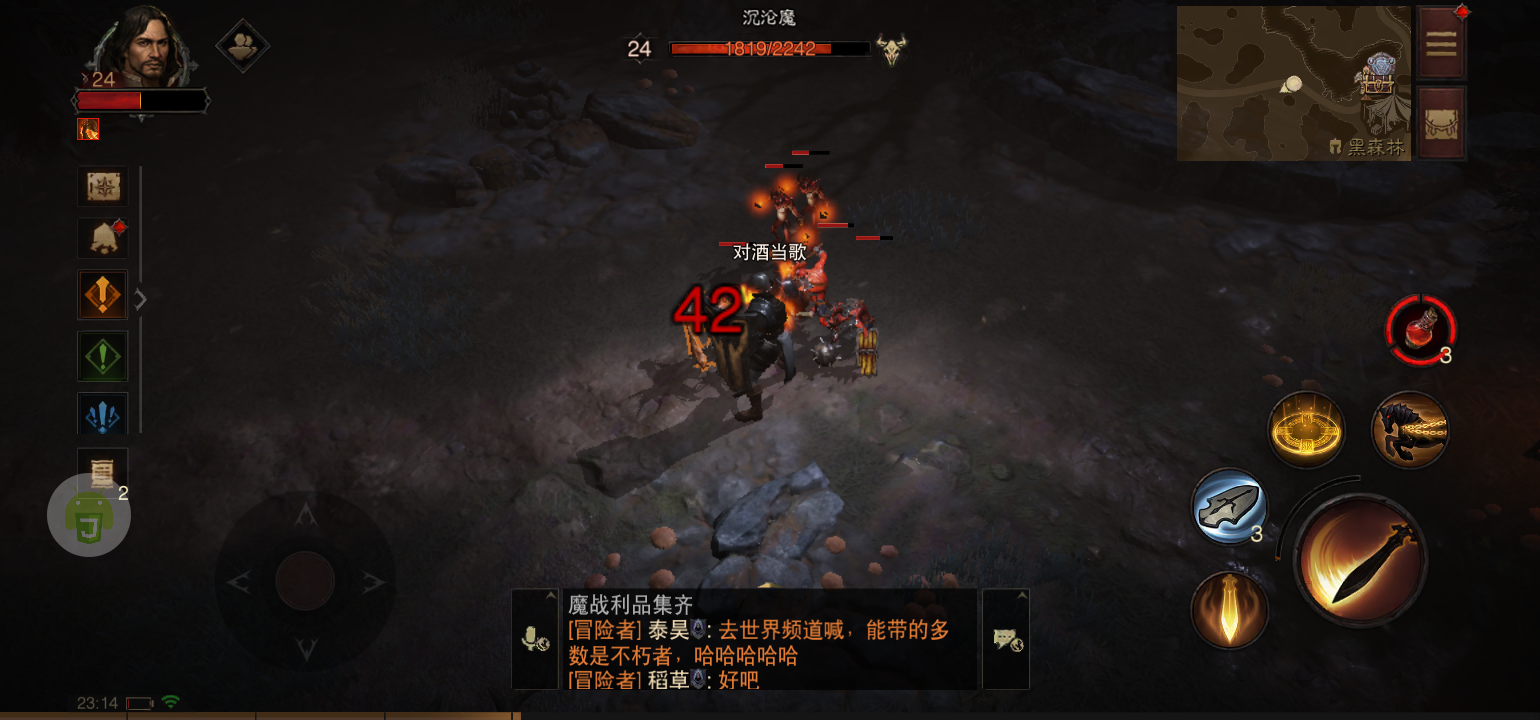 沉沦魔
24
1819/2242
24
黑森林
对酒当歌
42
3
3
2
魔战利品集齐
[冒险者] 泰昊: 去世界频道喊，能带的多
数是不朽者，哈哈哈哈哈
[冒险者] 稻草: 好吧
23:14